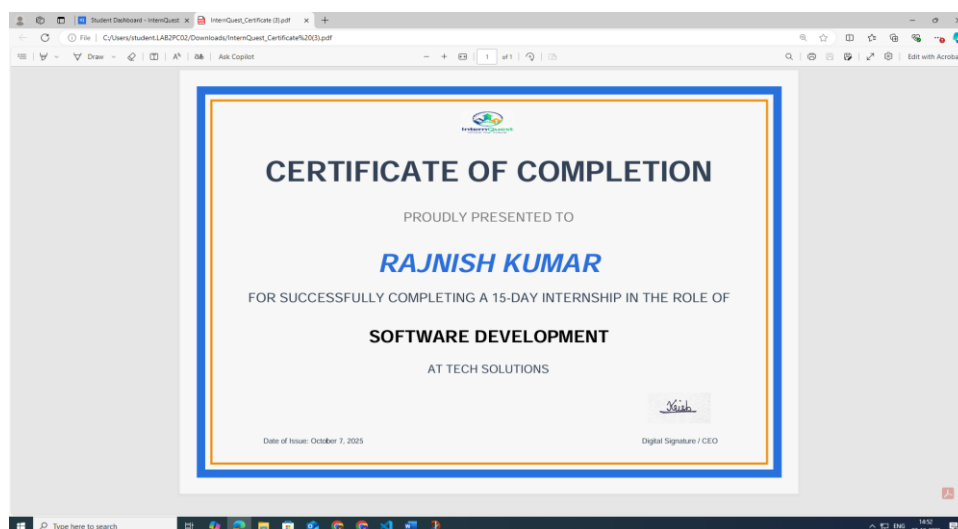 Student Dashboard - InternQuest
InternQuest_Certificate (3).pdf
File C:/Users/student.LAB2PC02/Downloads/InternQuest_Certificate%20(3).pdf
Draw
Ask Copilot
1 of 1
Edit with Acroba
InternQuest
CERTIFICATE OF COMPLETION
PROUDLY PRESENTED TO
RAJNISH KUMAR
FOR SUCCESSFULLY COMPLETING A 15-DAY INTERNSHIP IN THE ROLE OF
SOFTWARE DEVELOPMENT
AT TECH SOLUTIONS
Date of Issue: October 7, 2025
Digital Signature / CEO
Type here to search
ENG
14:52